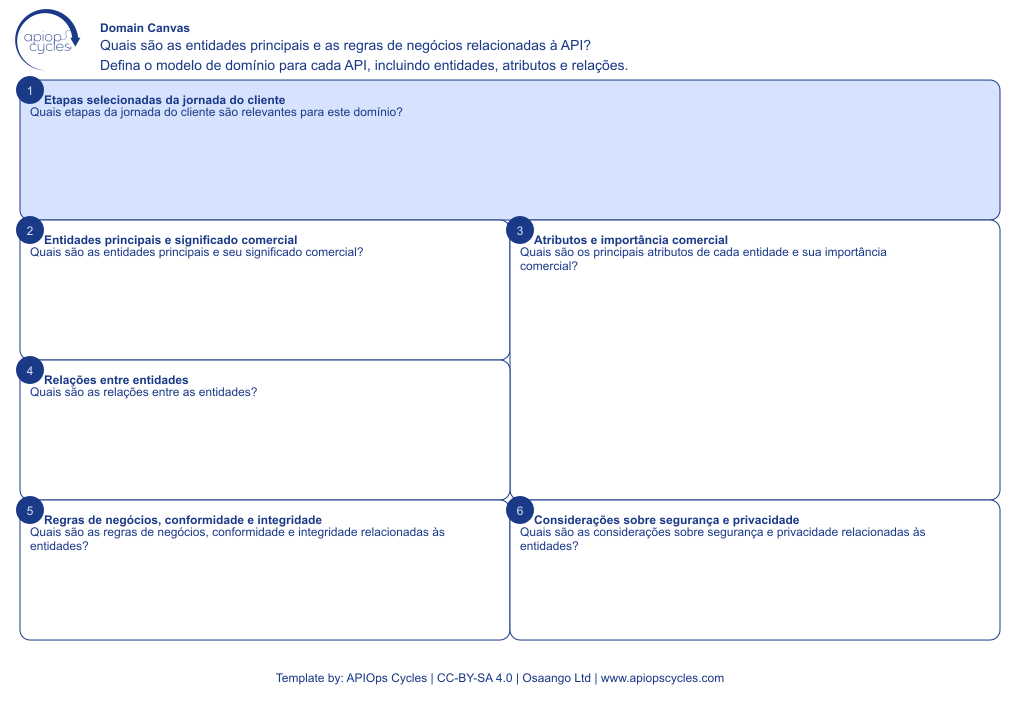 apiops
cycles
Domain Canvas
Quais são as entidades principais e as regras de negócios relacionadas à API?
Defina o modelo de domínio para cada API, incluindo entidades, atributos e relações.
1
Etapas selecionadas da jornada do cliente
Quais etapas da jornada do cliente são relevantes para este domínio?
2
Entidades principais e significado comercial
Quais são as entidades principais e seu significado comercial?
3
Atributos e importância comercial
Quais são os principais atributos de cada entidade e sua importância
comercial?
4
Relações entre entidades
Quais são as relações entre as entidades?
5
Regras de negócios, conformidade e integridade
Quais são as regras de negócios, conformidade e integridade relacionadas às
entidades?
6
Considerações sobre segurança e privacidade
Quais são as considerações sobre segurança e privacidade relacionadas às
entidades?
Template by: APIOps Cycles | CC-BY-SA 4.0 | Osaango Ltd | www.apiopscycles.com